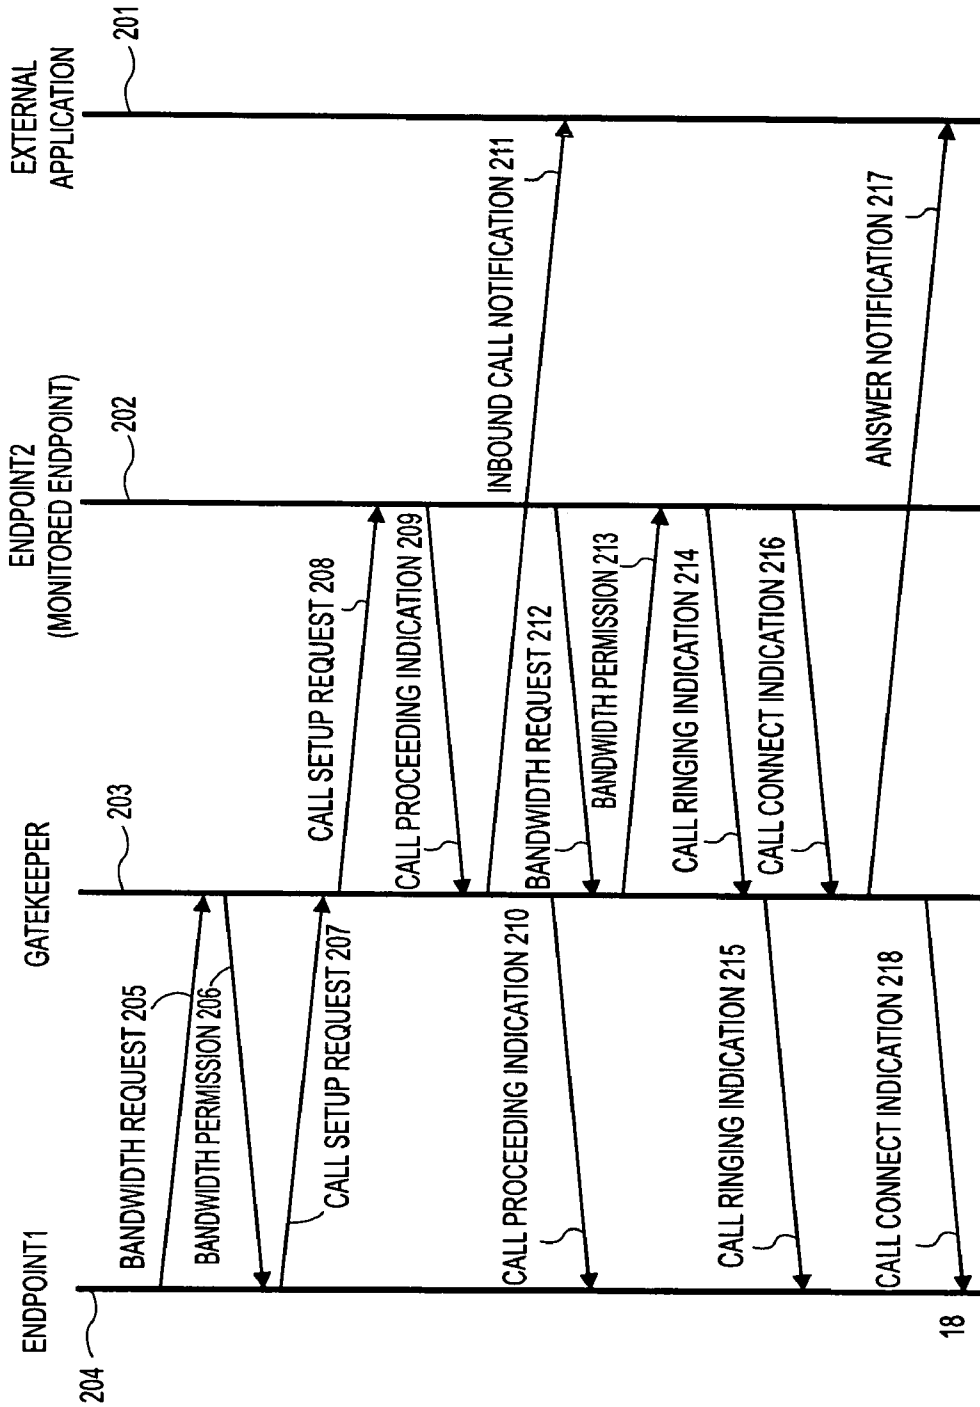 ENDPOINT1
GATEKEEPER
ENDPOINT2
(MONITORED ENDPOINT)
EXTERNAL
APPLICATION
204
203
202
201
BANDWIDTH REQUEST 205
BANDWIDTH PERMISSION 206
CALL SETUP REQUEST 207
CALL SETUP REQUEST 208
CALL PROCEEDING INDICATION 209
CALL PROCEEDING INDICATION 210
INBOUND CALL NOTIFICATION 211
BANDWIDTH REQUEST 212
BANDWIDTH PERMISSION 213
CALL RINGING INDICATION 214
CALL RINGING INDICATION 215
CALL CONNECT INDICATION 216
ANSWER NOTIFICATION 217
CALL CONNECT INDICATION 218
18